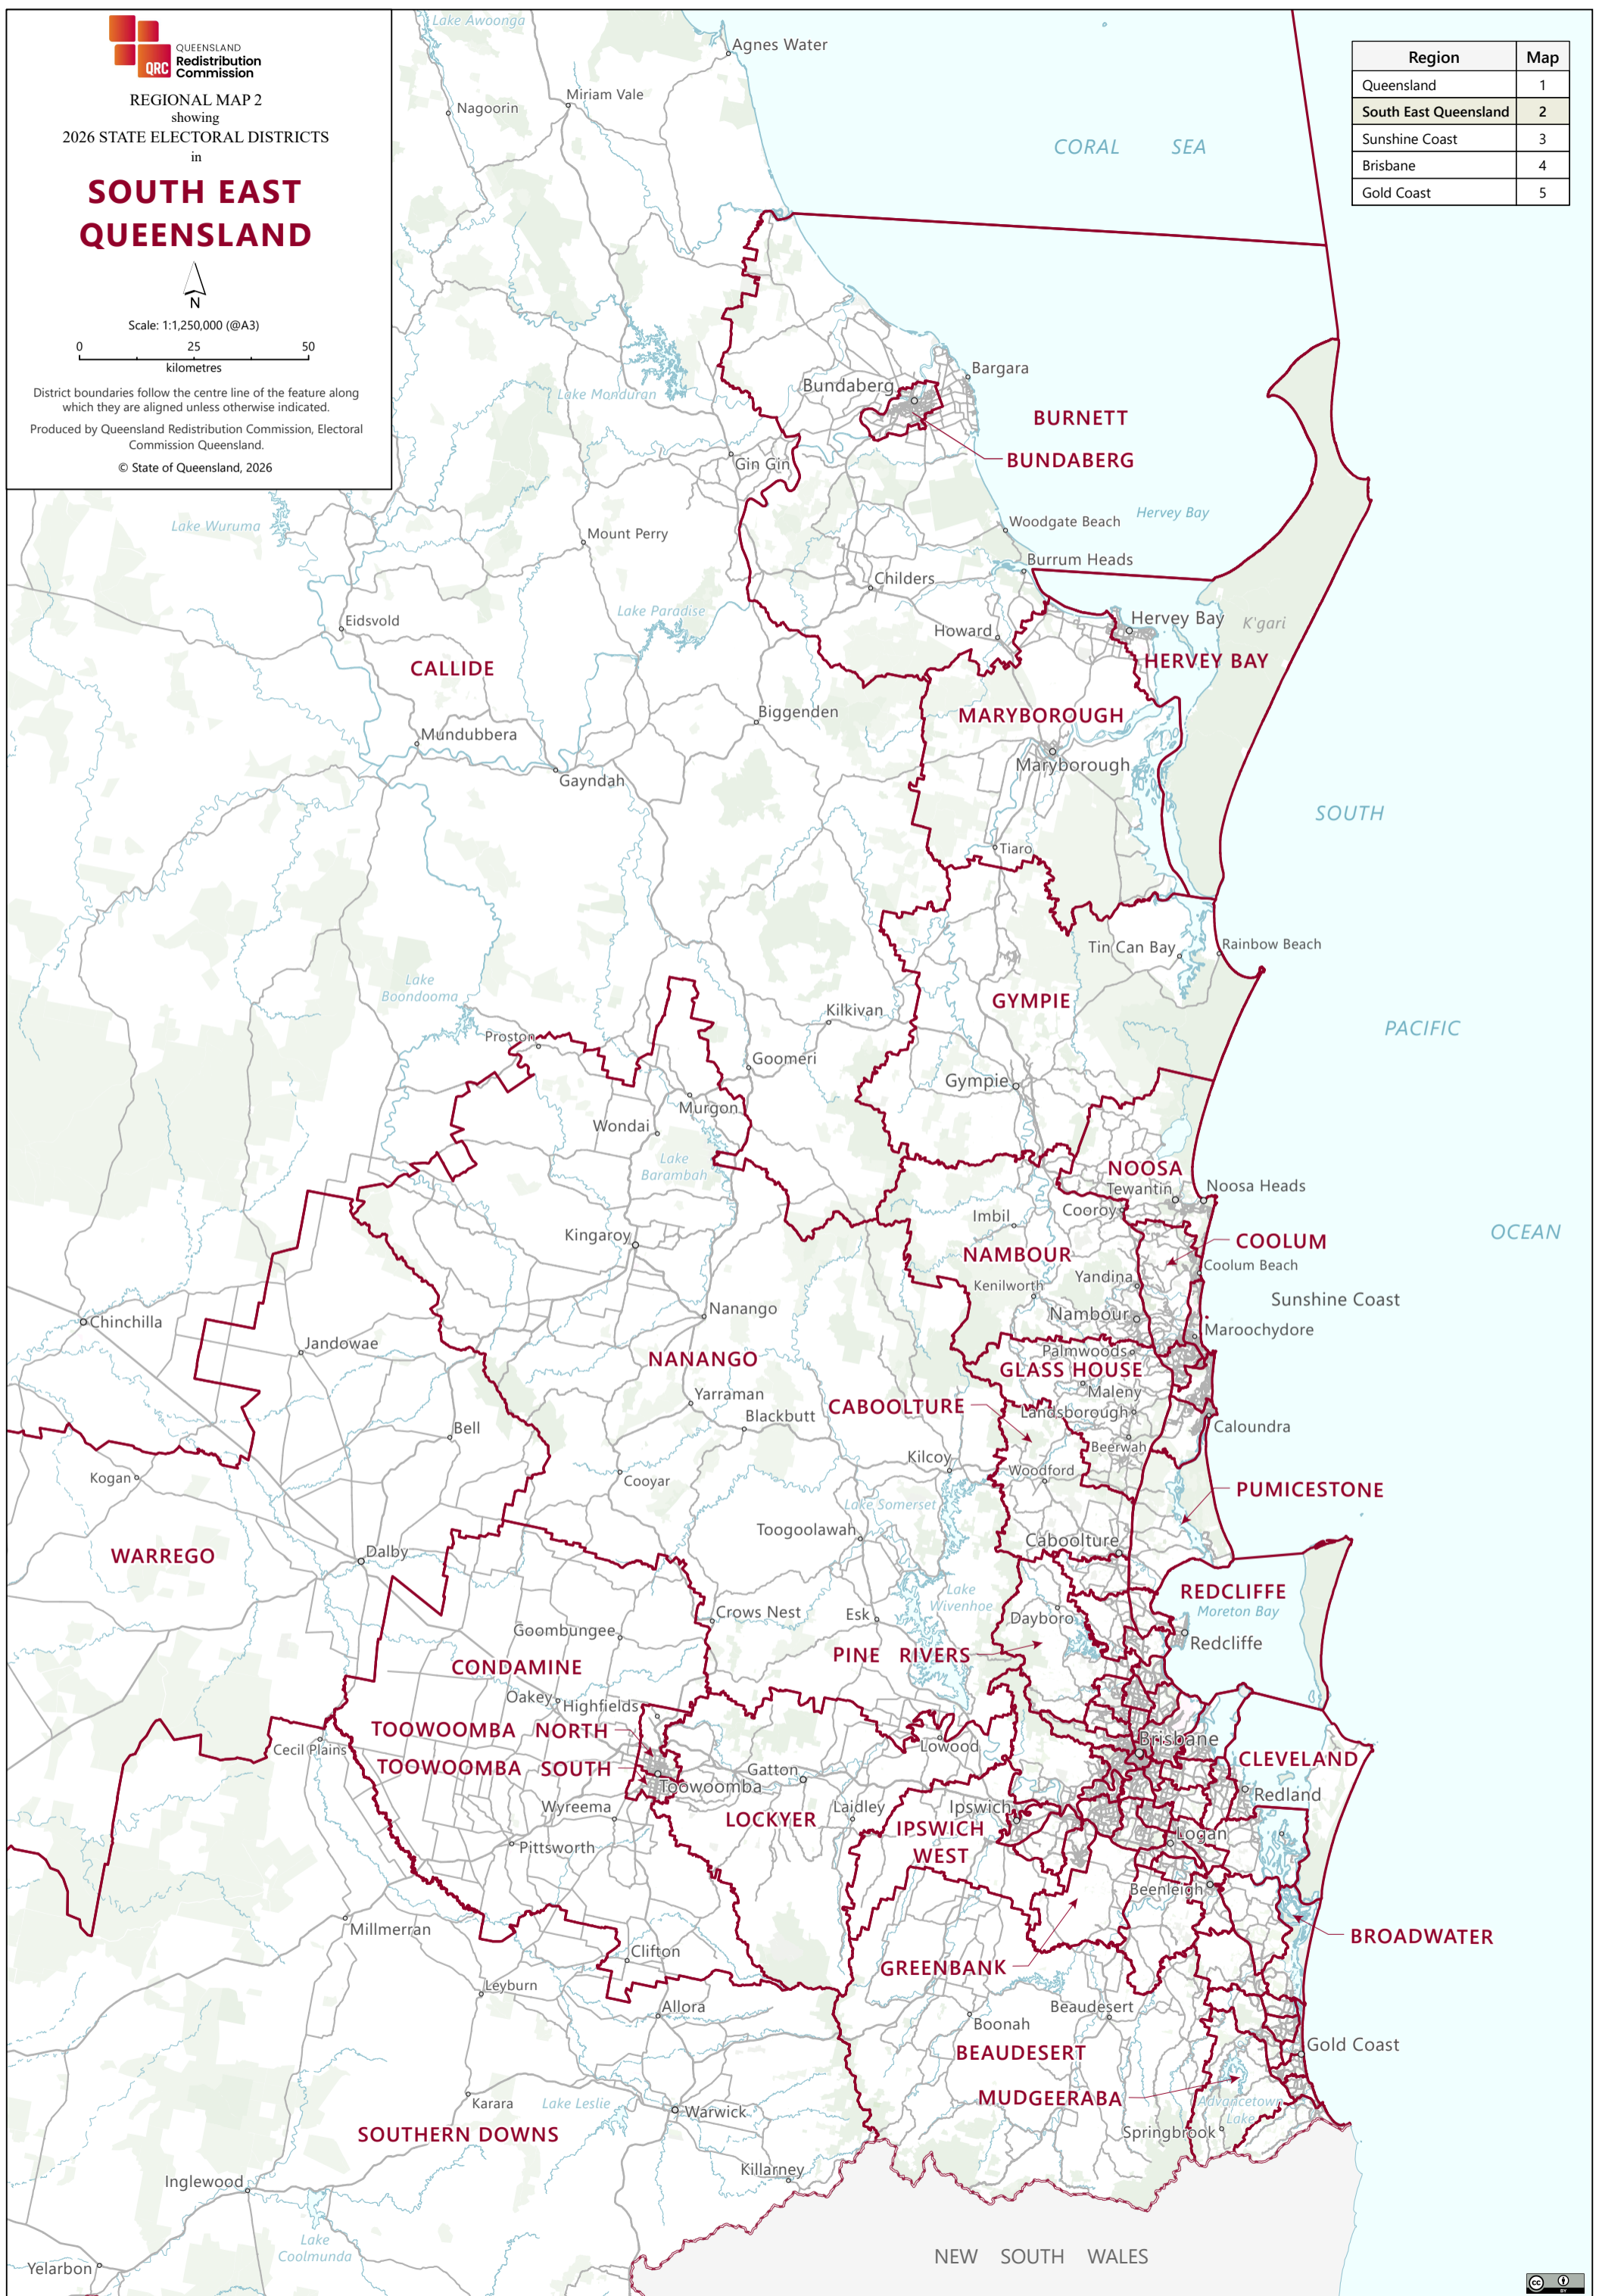 QUEENSLAND
Redistribution
Commission
QRC
REGIONAL MAP 2
showing
2026 STATE ELECTORAL DISTRICTS
in
SOUTH EAST
QUEENSLAND
N
Scale: 1:1,250,000 (@A3)
0 25 50
kilometres
District boundaries follow the centre line of the feature along
which they are aligned unless otherwise indicated.
Produced by Queensland Redistribution Commission, Electoral
Commission Queensland.
© State of Queensland, 2026
Region Map
Queensland 1
South East Queensland 2
Sunshine Coast 3
Brisbane 4
Gold Coast 5
Lake Awoonga
Agnes Water
Miriam Vale
Nagoorin
CORAL SEA
Bargara
Bundaberg
Lake Monduran
BURNETT
BUNDABERG
Gin Gin
Hervey Bay
Woodgate Beach
Lake Wuruma
Mount Perry
Burrum Heads
Childers
Lake Paradise
Eidsvold
Hervey Bay
K'gari
Howard
HERVEY BAY
CALLIDE
Biggenden
MARYBOROUGH
Mundubbera
Maryborough
Gayndah
SOUTH
Tiaro
Tin Can Bay
Rainbow Beach
Lake
Boondooma
GYMPIE
Kilkivan
PACIFIC
Proston
Goomeri
Gympie
Murgon
Wondai
Lake
Barambah
NOOSA
Tewantin
Noosa Heads
Cooroy
Imbil
Kingaroy
OCEAN
COOLUM
NAMBOUR
Coolum Beach
Yandina
Kenilworth
Sunshine Coast
Nanango
Nambour
Chinchilla
Maroochydore
Jandowae
Palmwoods
NANANGO
GLASS HOUSE
Maleny
Yarraman
CABOOLTURE
Landsborough
Blackbutt
Caloundra
Bell
Beerwah
Kilcoy
Woodford
Kogan
Cooyar
PUMICESTONE
Lake Somerset
Toogoolawah
Caboolture
Dalby
WARREGO
REDCLIFFE
Lake
Wivenhoe
Moreton Bay
Crows Nest
Esk
Dayboro
Goombungee
Redcliffe
PINE RIVERS
CONDAMINE
Oakey
Highfields
TOOWOOMBA NORTH
Cecil Plains
Lowood
Brisbane
CLEVELAND
TOOWOOMBA SOUTH
Gatton
Toowoomba
Redland
Wyreema
LOCKYER
Laidley
Ipswich
IPSWICH
WEST
Logan
Pittsworth
Beenleigh
Millmerran
BROADWATER
Clifton
GREENBANK
Leyburn
Allora
Beaudesert
Boonah
Gold Coast
BEAUDESERT
MUDGEERABA
Karara
Lake Leslie
Warwick
Advancetown
Lake
SOUTHERN DOWNS
Springbrook
Killarney
Inglewood
Lake
Coolmunda
NEW SOUTH WALES
Yelarbon
cc
BY